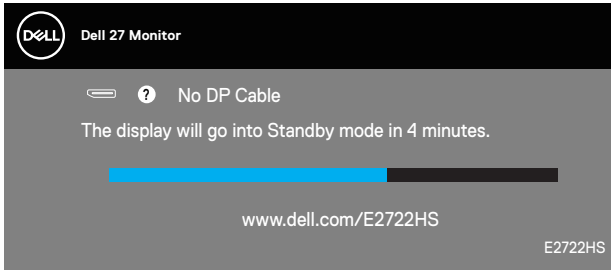 DELL
Dell 27 Monitor
? No DP Cable
The display will go into Standby mode in 4 minutes.
www.dell.com/E2722HS
E2722HS